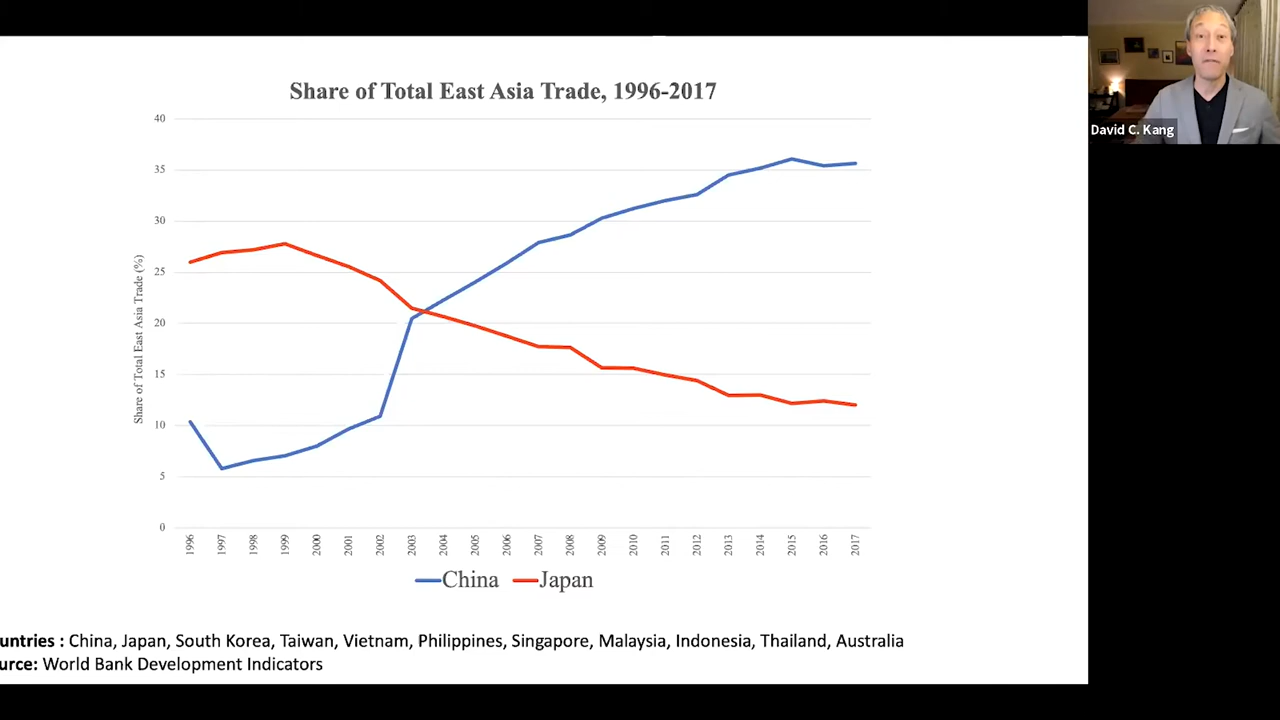 Share of Total East Asia Trade, 1996-2017
David C. Kang
Share of Total East Asia Trade (%)
40
35
30
25
20
15
10
5
0
1996 1997 1998 1999 2000 2001 2002 2003 2004 2005 2006 2007 2008 2009 2010 2011 2012 2013 2014 2015 2016 2017
China Japan
untries : China, Japan, South Korea, Taiwan, Vietnam, Philippines, Singapore, Malaysia, Indonesia, Thailand, Australia
urce: World Bank Development Indicators